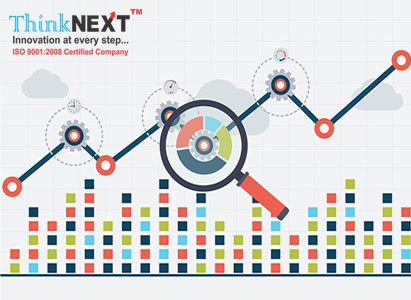 ThinkNEXT™
Innovation at every step...
ISO 9001:2008 Certified Company